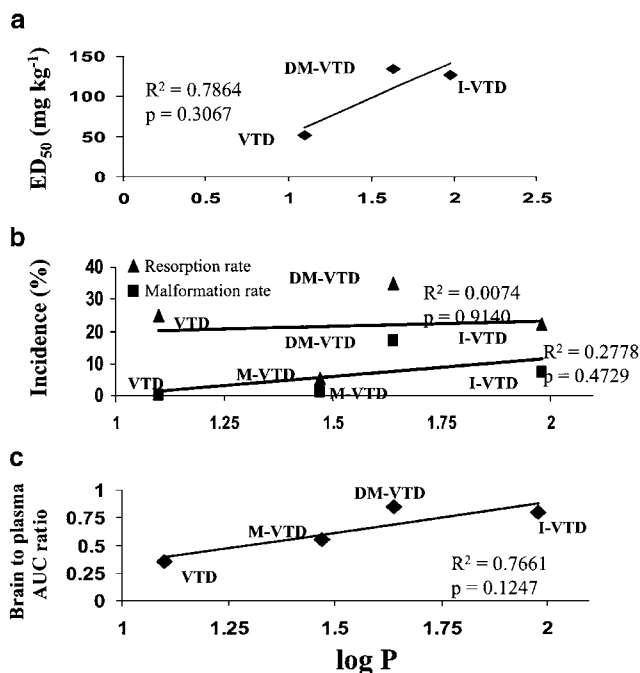 a
ED50 (mg kg-1)
150
100
50
0
R2 = 0.7864
p = 0.3067
VTD
DM-VTD
I-VTD
0 0.5 1 1.5 2 2.5
b
Incidence (%)
40
30
20
10
0
Resorption rate
Malformation rate
DM-VTD
R2 = 0.0074
p = 0.9140
VTD
DM-VTD
I-VTD
R2 = 0.2778
p = 0.4729
VTD
M-VTD
M-VTD
I-VTD
1 1.25 1.5 1.75 2
c
Brain to plasma
AUC ratio
1
0.75
0.5
0.25
0
DM-VTD
M-VTD
I-VTD
VTD
R2 = 0.7661
p = 0.1247
1 1.25 1.5 1.75 2
log P